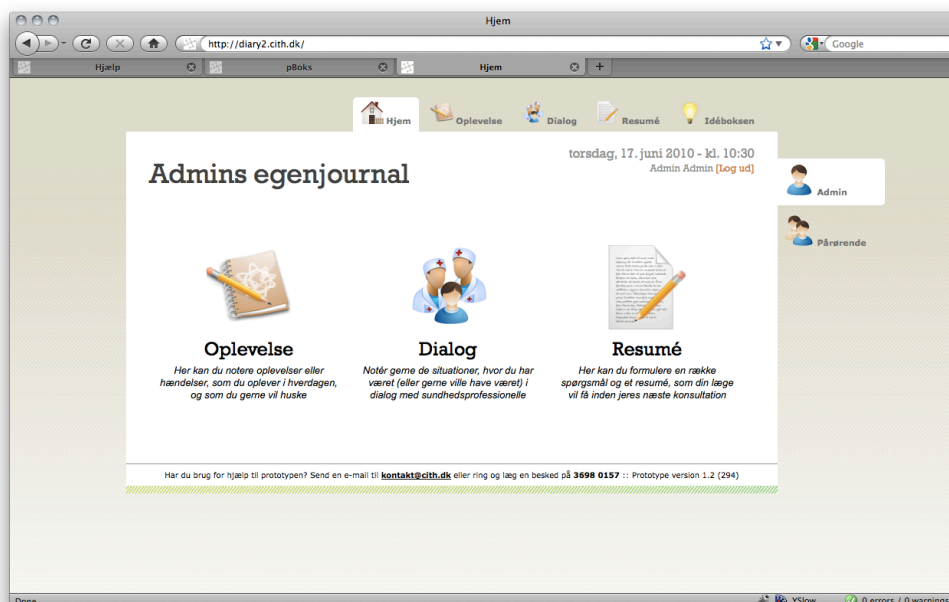 Hjem
http://diary2.cith.dk/
Google
Hjælp
pBoks
Hjem
Hjem
Oplevelse
Dialog
Resumé
Idéboksen
torsdag, 17. juni 2010 - kl. 10:30
Admin Admin [Log ud]
Admins egenjournal
Admin
Pårørende
Oplevelse
Her kan du notere oplevelser eller
hændelser, som du oplever i hverdagen,
og som du gerne vil huske
Dialog
Notér gerne de situationer, hvor du har
været (eller gerne ville have været) i
dialog med sundhedsprofessionelle
Resumé
Her kan du formulere en række
spørgsmål og et resumé, som din læge
vil få inden jeres næste konsultation
Har du brug for hjælp til prototypen? Send en e-mail til kontakt@cith.dk eller ring og læg en besked på 3698 0157 :: Prototype version 1.2 (294)
Done
YSlow
0 errors / 0 warnings